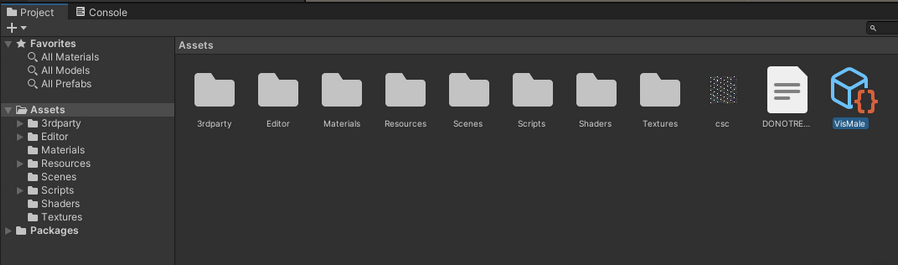 Project Console
Favorites
All Materials
All Models
All Prefabs
Assets
3rdparty
Editor
Materials
Resources
Scenes
Scripts
Shaders
Textures
Packages
Assets
3rdparty Editor Materials Resources Scenes Scripts Shaders Textures csc DONOTRE... VisMale